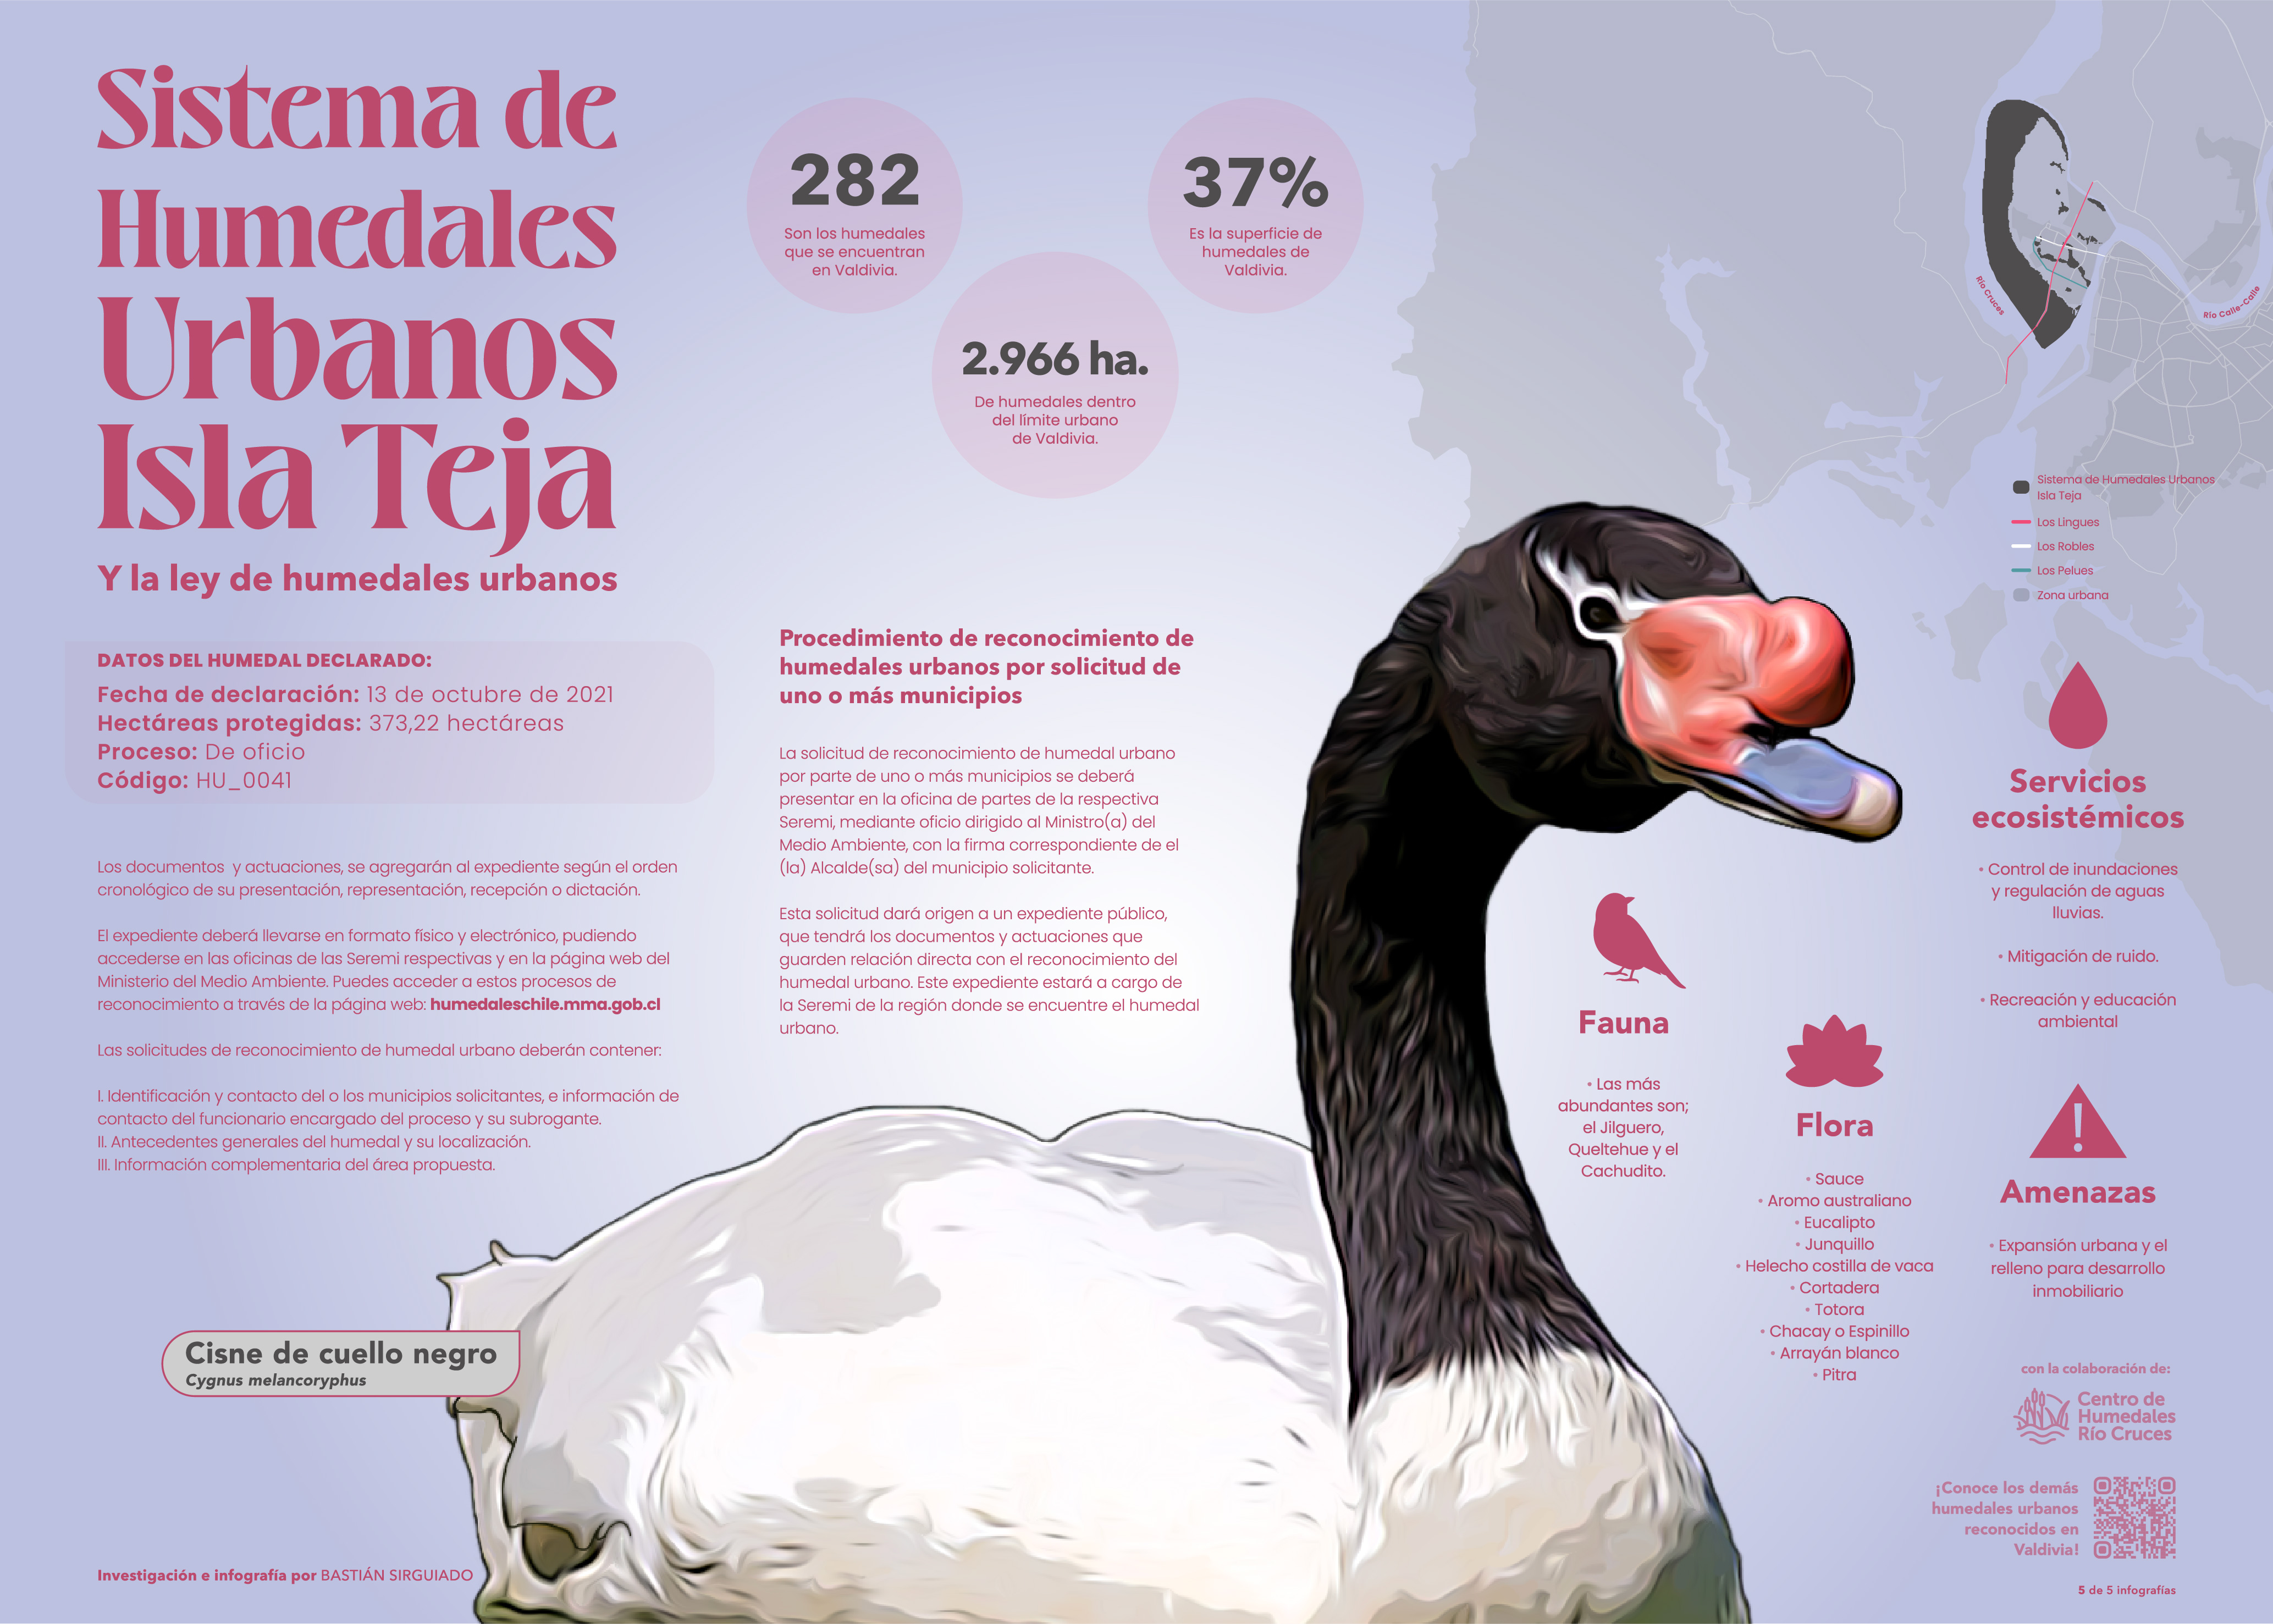 Sistema de
Humedales
Urbanos
Isla Teja
Y la ley de humedales urbanos
DATOS DEL HUMEDAL DECLARADO:
Fecha de declaración: 13 de octubre de 2021
Hectáreas protegidas: 373,22 hectáreas
Proceso: De oficio
Código: HU_0041
Los documentos y actuaciones, se agregarán al expediente según el orden
cronológico de su presentación, representación, recepción o dictación.
El expediente deberá llevarse en formato físico y electrónico, pudiendo
accederse en las oficinas de las Seremi respectivas y en la página web del
Ministerio del Medio Ambiente. Puedes acceder a estos procesos de
reconocimiento a través de la página web: humedaleschile.mma.gob.cl
Las solicitudes de reconocimiento de humedal urbano deberán contener:
I. Identificación y contacto del o los municipios solicitantes, e información de
contacto del funcionario encargado del proceso y su subrogante.
II. Antecedentes generales del humedal y su localización.
III. Información complementaria del área propuesta.
Cisne de cuello negro
Cygnus melancoryphus
Investigación e infografía por BASTIÁN SIRGUIADO
282
Son los humedales
que se encuentran
en Valdivia.
37%
Es la superficie de
humedales de
Valdivia.
2.966 ha.
De humedales dentro
del límite urbano
de Valdivia.
Procedimiento de reconocimiento de
humedales urbanos por solicitud de
uno o más municipios
La solicitud de reconocimiento de humedal urbano
por parte de uno o más municipios se deberá
presentar en la oficina de partes de la respectiva
Seremi, mediante oficio dirigido al Ministro(a) del
Medio Ambiente, con la firma correspondiente de el
(la) Alcalde(sa) del municipio solicitante.
Esta solicitud dará origen a un expediente público,
que tendrá los documentos y actuaciones que
guarden relación directa con el reconocimiento del
humedal urbano. Este expediente estará a cargo de
la Seremi de la región donde se encuentre el humedal
urbano.
Río Cruces
Río Calle-Calle
Sistema de Humedales Urbanos
Isla Teja
Los Lingues
Los Robles
Los Pelues
Zona urbana
Fauna
• Las más
abundantes son;
el Jilguero,
Queltehue y el
Cachudito.
Flora
• Sauce
• Aromo australiano
• Eucalipto
• Junquillo
• Helecho costilla de vaca
• Cortadera
• Totora
• Chacay o Espinillo
• Arrayán blanco
• Pitra
Servicios
ecosistémicos
• Control de inundaciones
y regulación de aguas
lluvias.
• Mitigación de ruido.
• Recreación y educación
ambiental
Amenazas
• Expansión urbana y el
relleno para desarrollo
inmobiliario
con la colaboración de:
Centro de
Humedales
Río Cruces
¡Conoce los demás
humedales urbanos
reconocidos en
Valdivia!
5 de 5 infografías